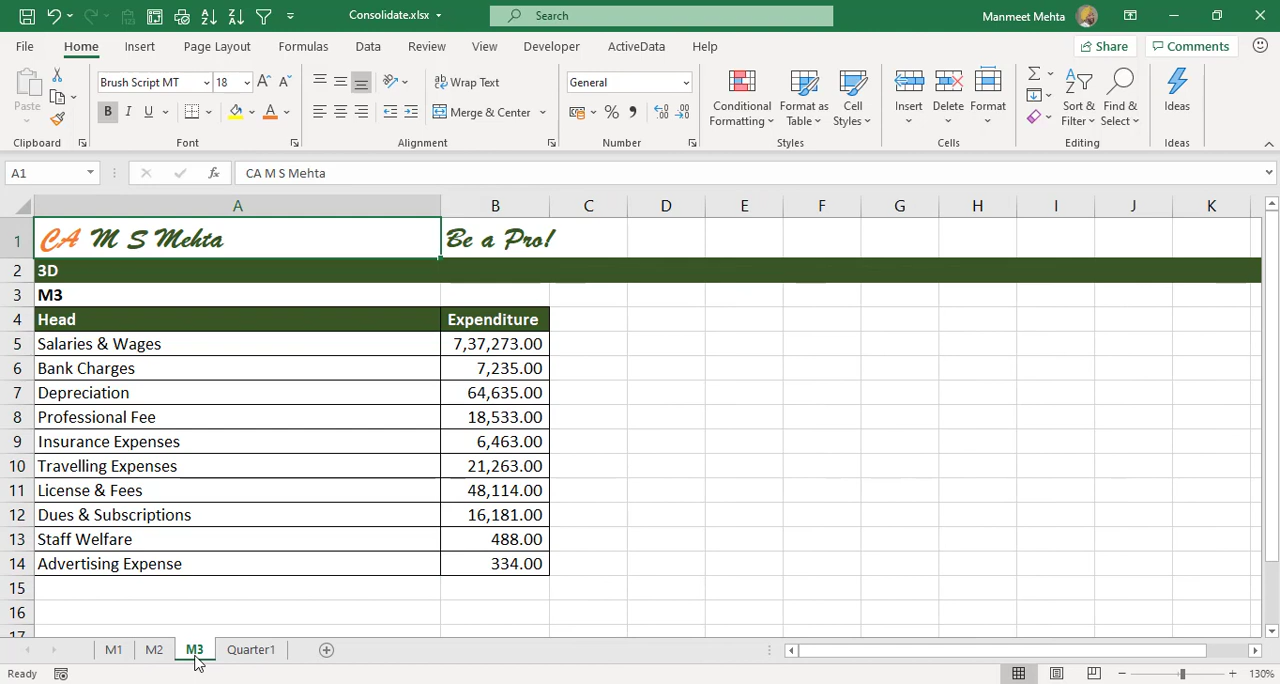 Consolidate.xlsx
Search
Manmeet Mehta
File Home Insert Page Layout Formulas Data Review View Developer ActiveData Help Share Comments
Paste
Brush Script MT 18
Wrap Text
General
Conditional Formatting
Format as Table
Cell Styles
Insert
Delete
Format
Sort & Filter
Find & Select
Ideas
B I U
Merge & Center
Clipboard Font Alignment Number Styles Cells Editing Ideas
A1 fx CA M S Mehta
A B C D E F G H I J K
1 CA M S Mehta Be a Pro!
2 3D
3 M3
4 Head Expenditure
5 Salaries & Wages 7,37,273.00
6 Bank Charges 7,235.00
7 Depreciation 64,635.00
8 Professional Fee 18,533.00
9 Insurance Expenses 6,463.00
10 Travelling Expenses 21,263.00
11 License & Fees 48,114.00
12 Dues & Subscriptions 16,181.00
13 Staff Welfare 488.00
14 Advertising Expense 334.00
15
16
17
M1 M2 M3 Quarter1
Ready 130%